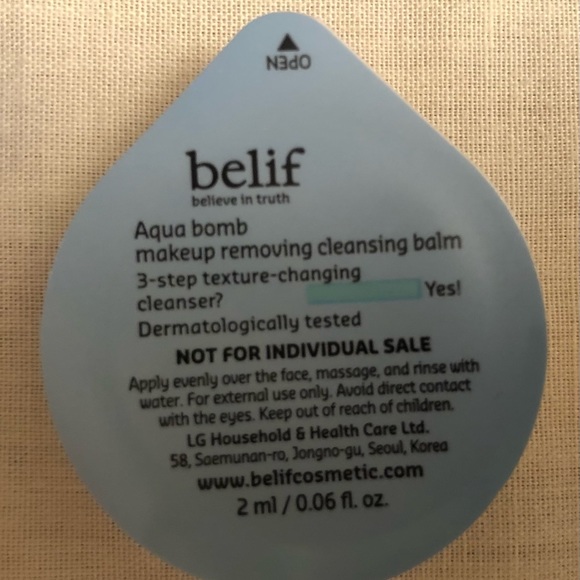 OPEN
belif
believe in truth
Aqua bomb
makeup removing cleansing balm
3-step texture-changing
cleanser? Yes!
Dermatologically tested
NOT FOR INDIVIDUAL SALE
Apply evenly over the face, massage, and rinse with
water. For external use only. Avoid direct contact
with the eyes. Keep out of reach of children.
LG Household & Health Care Ltd.
58, Saemunan-ro, Jongno-gu, Seoul, Korea
www.belifcosmetic.com
2 ml / 0.06 fl. oz.